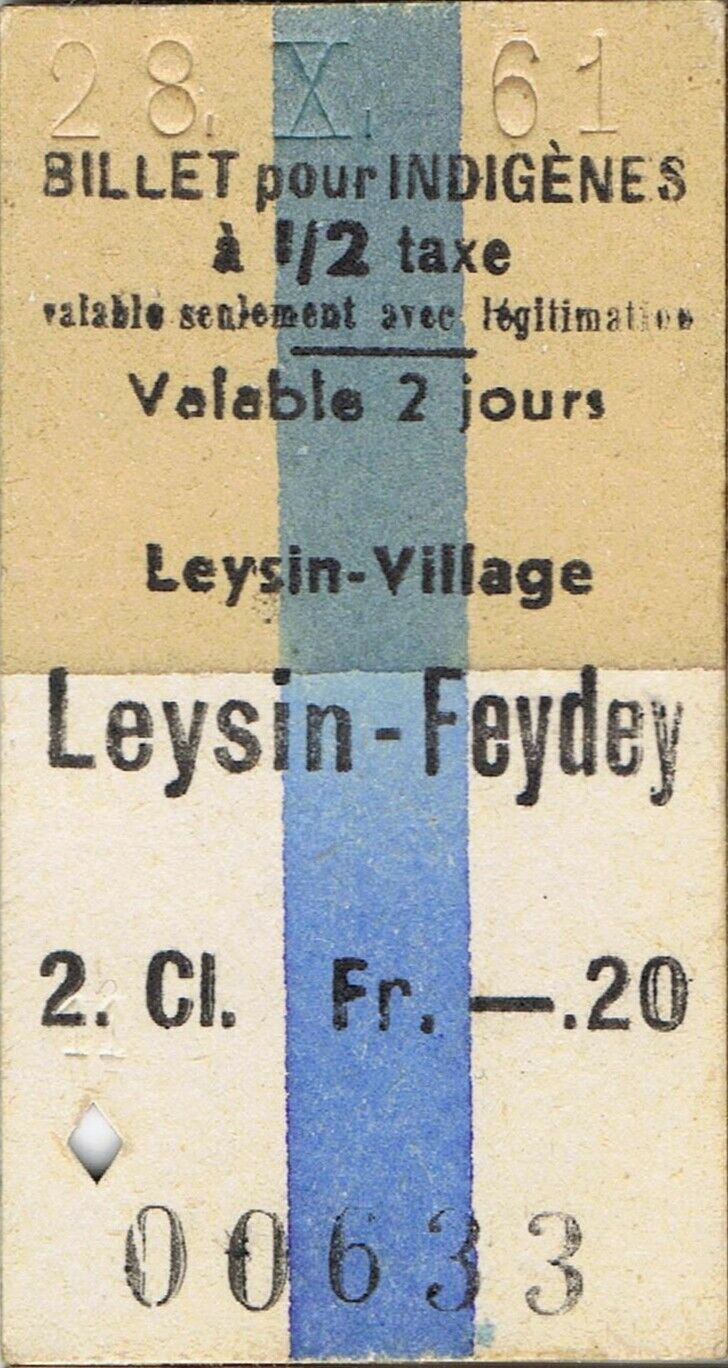 28. X. 61
BILLET pour INDIGÈNES
à 1/2 taxe
valable seulement avec légitimation
Valable 2 jours
Leysin-Village
Leysin-Feydey
2. Cl. Fr. —.20
00633